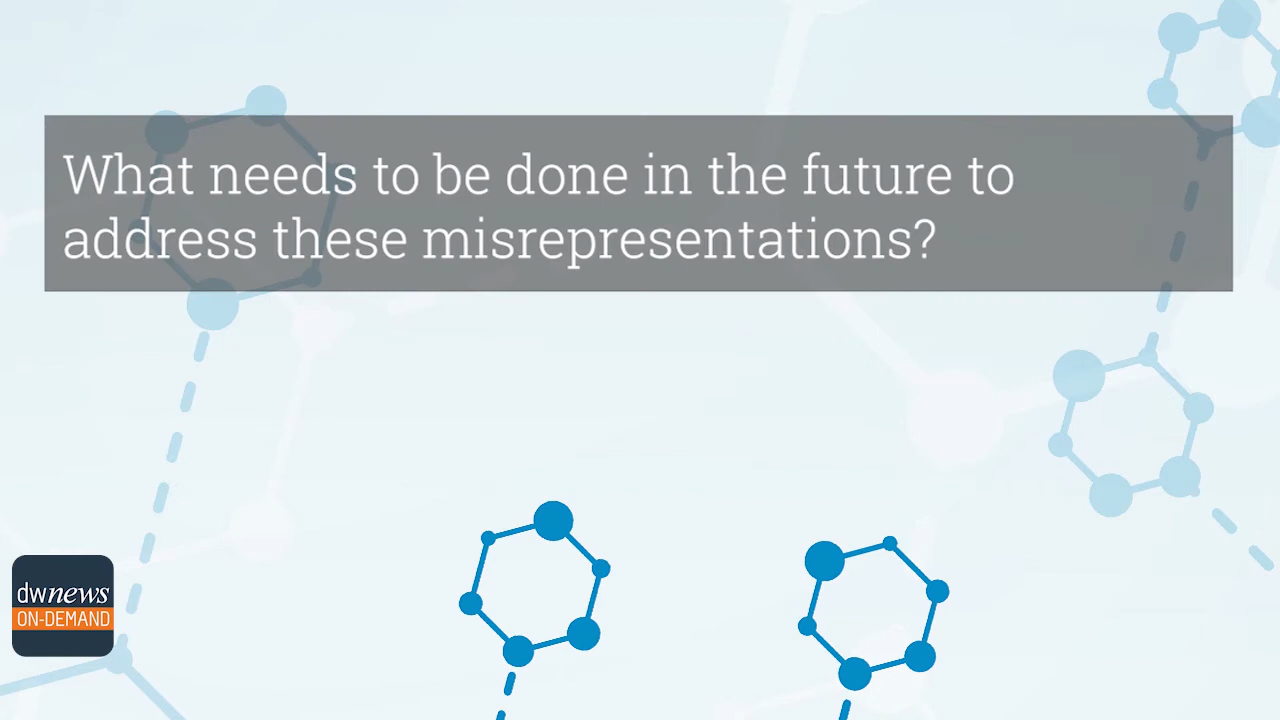 What needs to be done in the future to
address these misrepresentations?
dwnews
ON-DEMAND